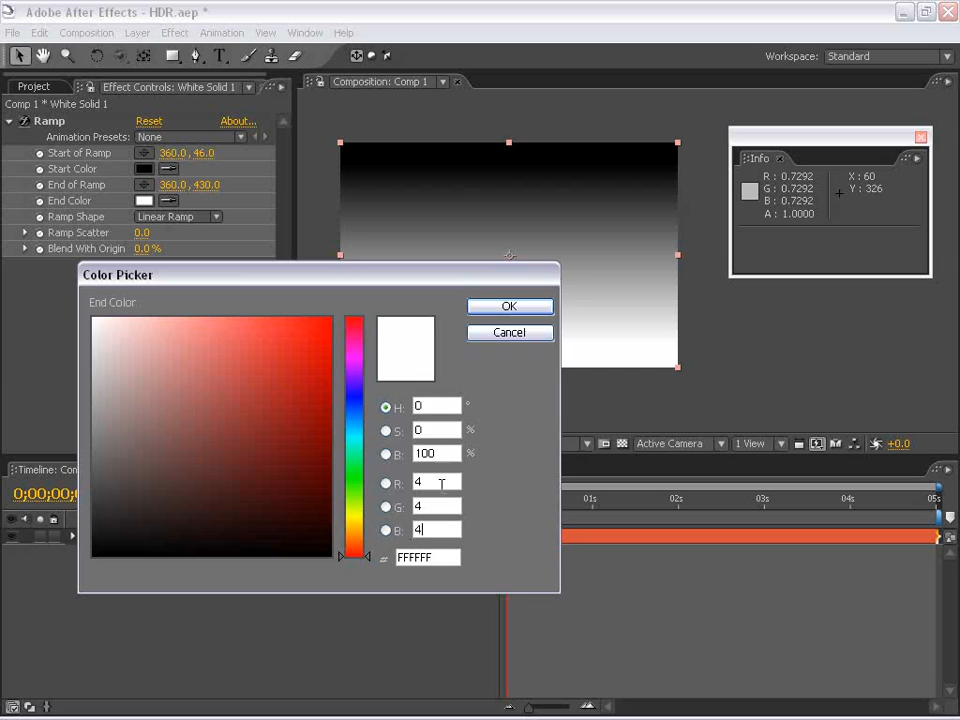 Adobe After Effects - HDR.aep *
File Edit Composition Layer Effect Animation View Window Help
Workspace: Standard
Project Effect Controls: White Solid 1
Composition: Comp 1
Comp 1 * White Solid 1
Ramp Reset About...
Animation Presets: None
Start of Ramp 360.0, 46.0
Start Color
End of Ramp 360.0, 430.0
End Color
Ramp Shape Linear Ramp
Ramp Scatter 0.0
Blend With Origin 0.0 %
Info
R: 0.7292 X: 60
G: 0.7292 Y: 326
B: 0.7292
A: 1.0000
Color Picker
End Color
OK
Cancel
H: 0 °
S: 0 %
B: 100 %
R: 4
G: 4
B: 4
# FFFFFF
Active Camera 1 View +0.0
Timeline: Con
0;00;00;0
01s 02s 03s 04s 05s